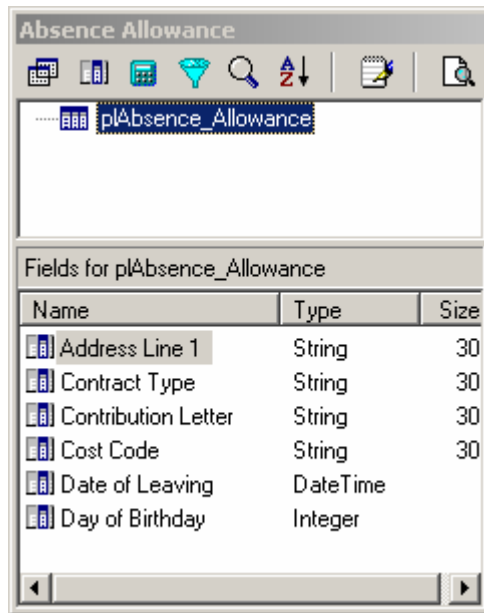 Absence Allowance
A
Z
plAbsence_Allowance
Fields for plAbsence_Allowance
Name Type Size
Address Line 1 String 30
Contract Type String 30
Contribution Letter String 30
Cost Code String 30
Date of Leaving DateTime
Day of Birthday Integer